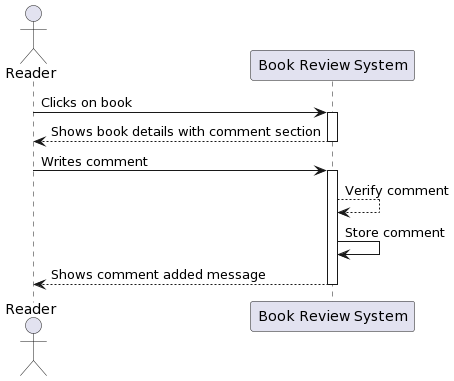 Reader
Book Review System
Clicks on book
Shows book details with comment section
Writes comment
Verify comment
Store comment
Shows comment added message
Reader
Book Review System